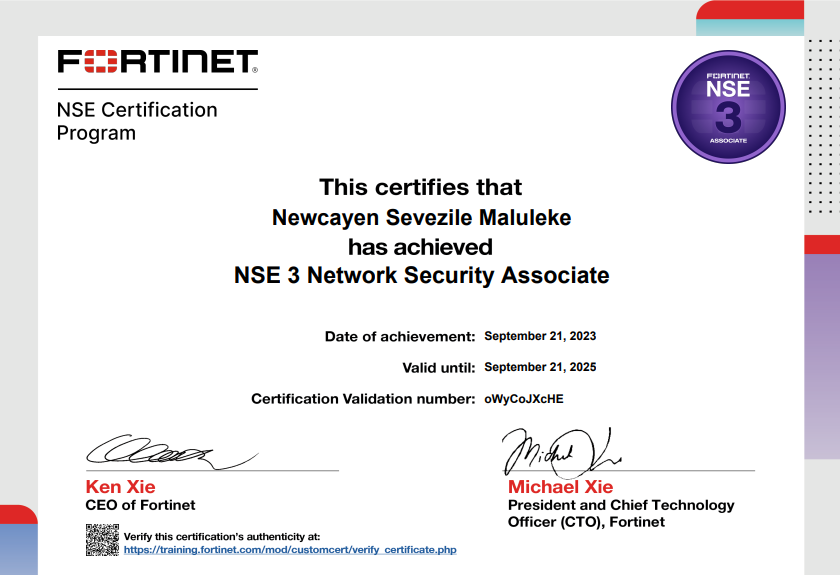 FORTINET®
NSE Certification
Program
FORTINET
NSE
3
ASSOCIATE
This certifies that
Newcayen Sevezile Maluleke
has achieved
NSE 3 Network Security Associate
Date of achievement: September 21, 2023
Valid until: September 21, 2025
Certification Validation number: oWyCoJXcHE
Ken Xie
CEO of Fortinet
Michael Xie
President and Chief Technology
Officer (CTO), Fortinet
Verify this certification's authenticity at:
https://training.fortinet.com/mod/customcert/verify_certificate.php